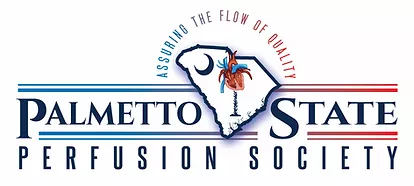 ASSURING THE FLOW OF QUALITY
PALMETTO STATE
PERFUSION SOCIETY